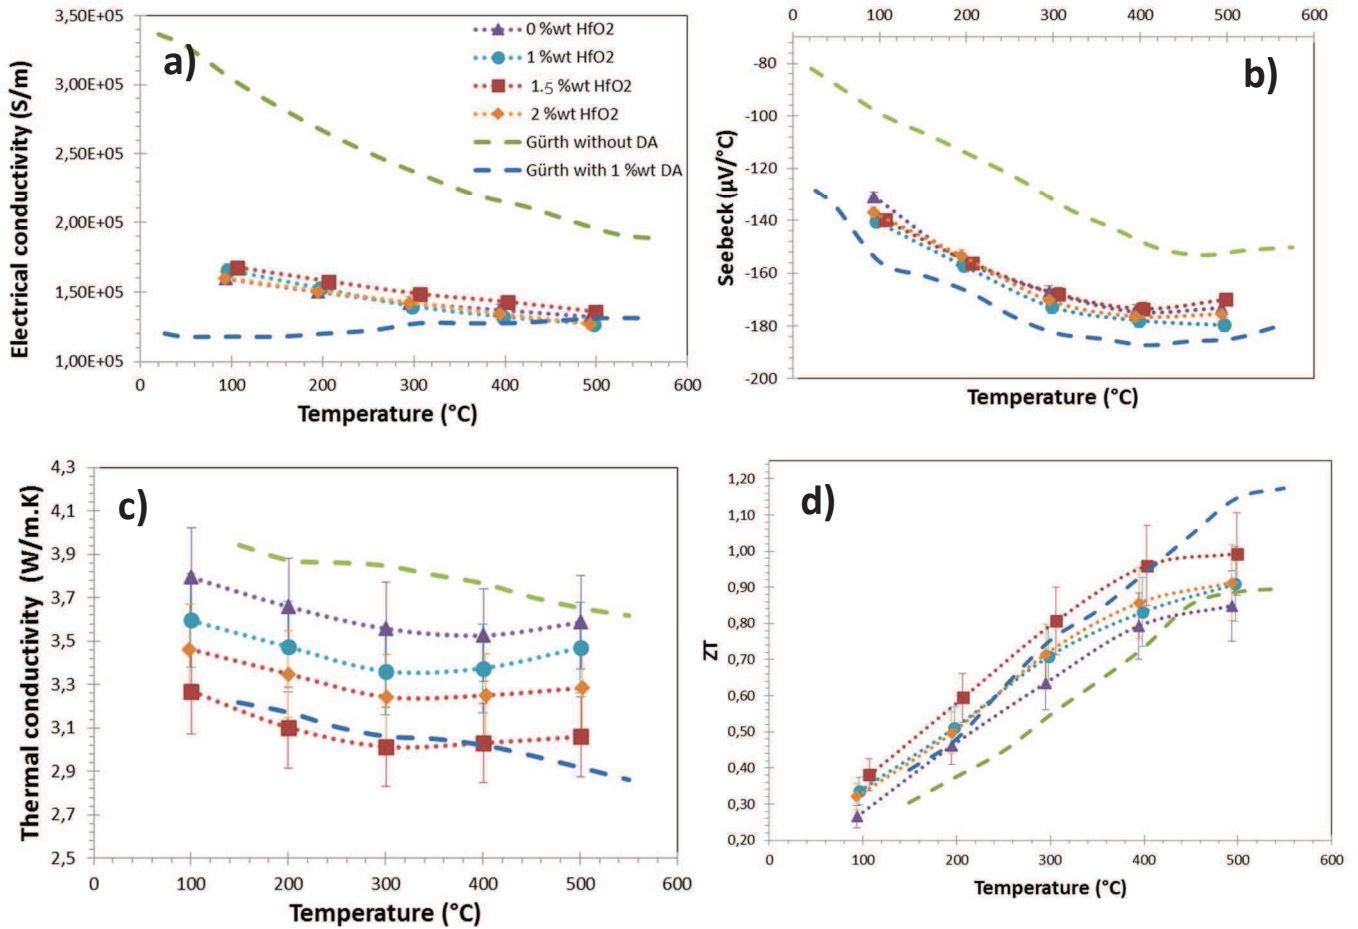 a)
3,50E+05
3,00E+05
2,50E+05
2,00E+05
1,50E+05
1,00E+05
Electrical conductivity (S/m)
0 %wt HfO2
1 %wt HfO2
1.5 %wt HfO2
2 %wt HfO2
Gürth without DA
Gürth with 1 %wt DA
0 100 200 300 400 500 600
Temperature (°C)
b)
0 100 200 300 400 500 600
-80
-100
-120
-140
-160
-180
-200
Seebeck (µV/°C)
Temperature (°C)
c)
4,3
4,1
3,9
3,7
3,5
3,3
3,1
2,9
2,7
2,5
Thermal conductivity (W/m.K)
0 100 200 300 400 500 600
Temperature (°C)
d)
1,20
1,10
1,00
0,90
0,80
0,70
0,60
0,50
0,40
0,30
0,20
ZT
0 100 200 300 400 500 600
Temperature (°C)